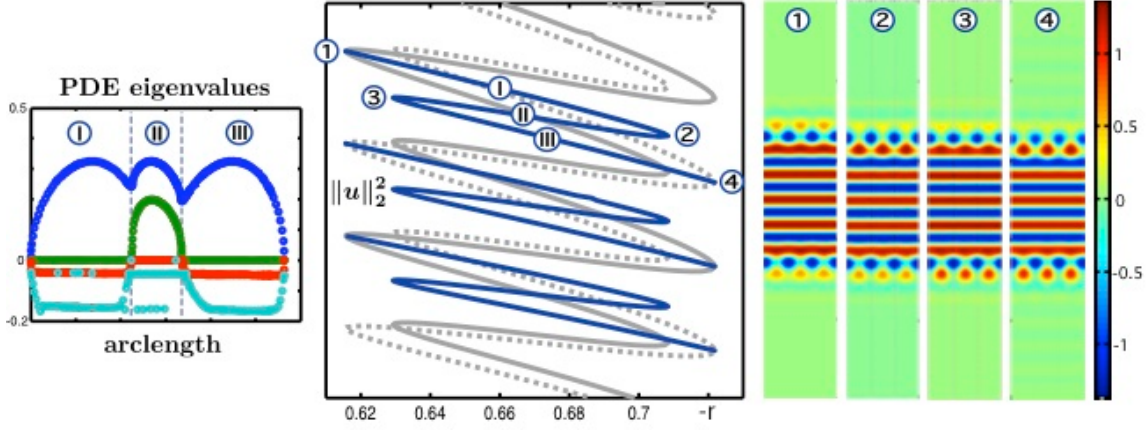 PDE eigenvalues
0.5
I II III
0
-0.2
arclength
① ③ I II III ② ④
‖u‖₂²
0.62 0.64 0.66 0.68 0.7 -r
① ② ③ ④
1
0.5
0
-0.5
-1